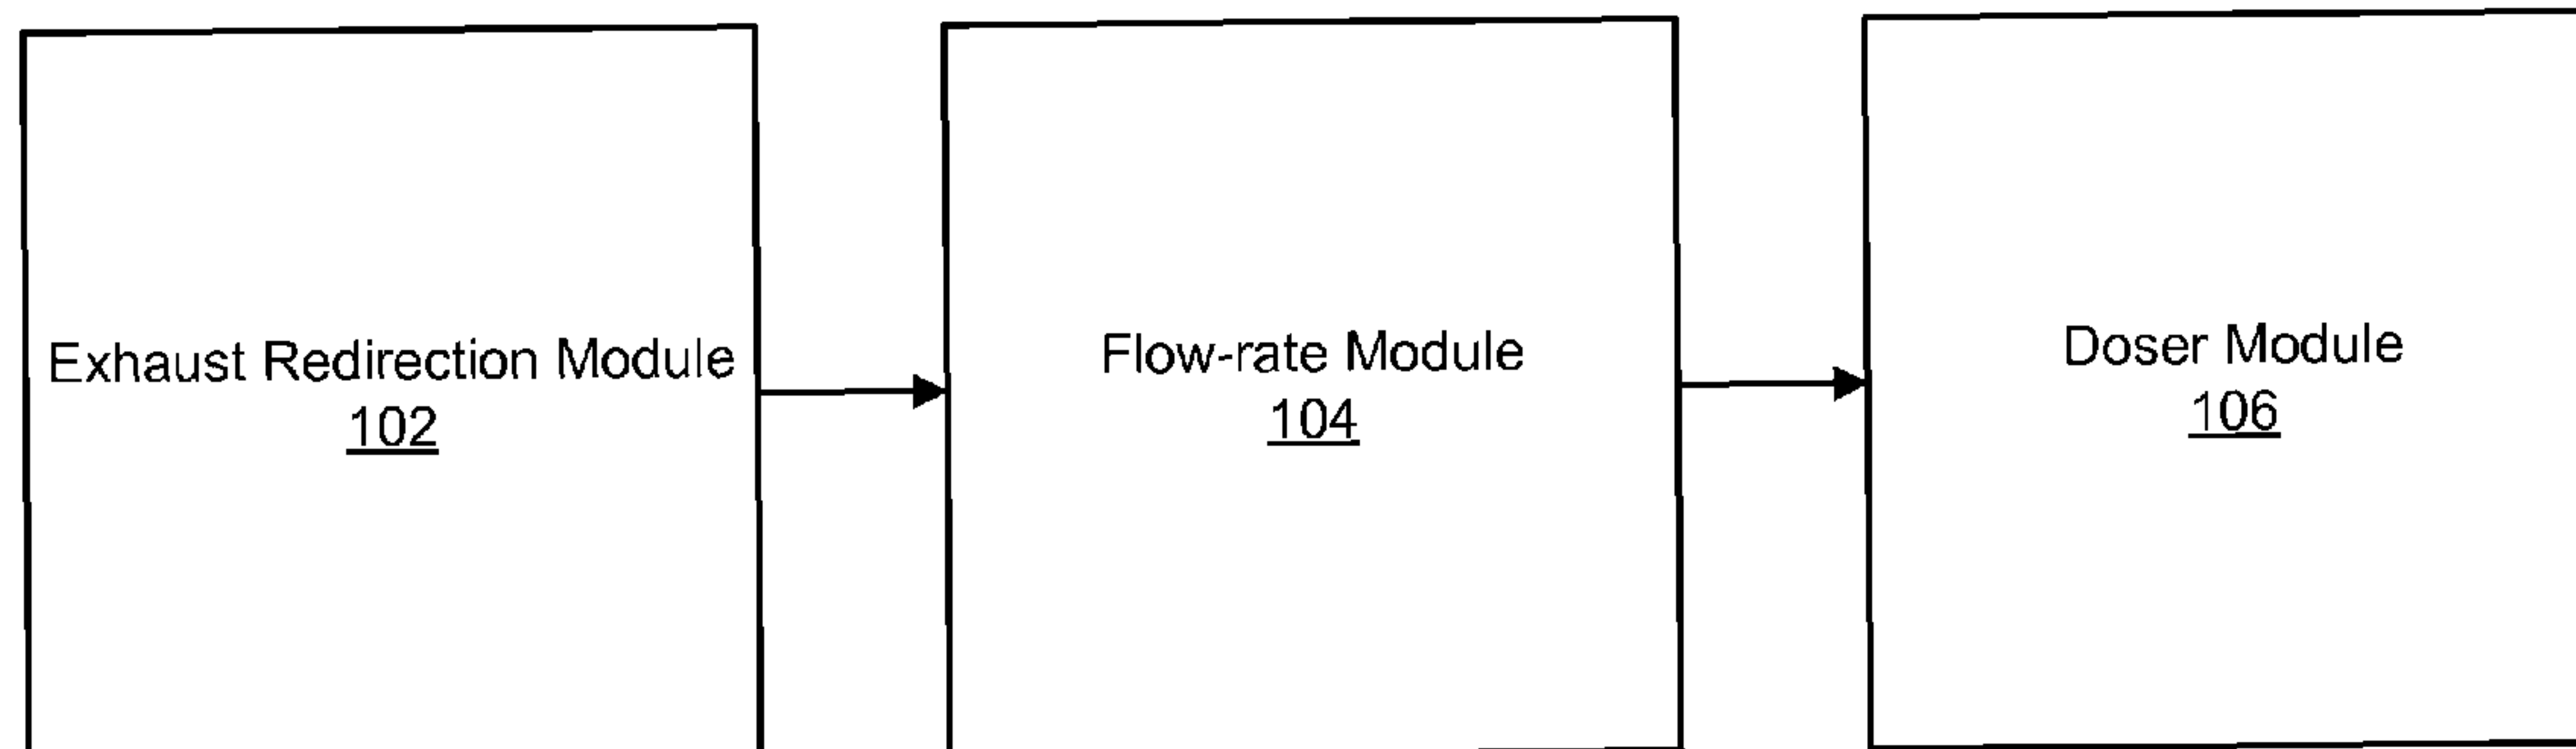 Exhaust Redirection Module
102
Flow-rate Module
104
Doser Module
106